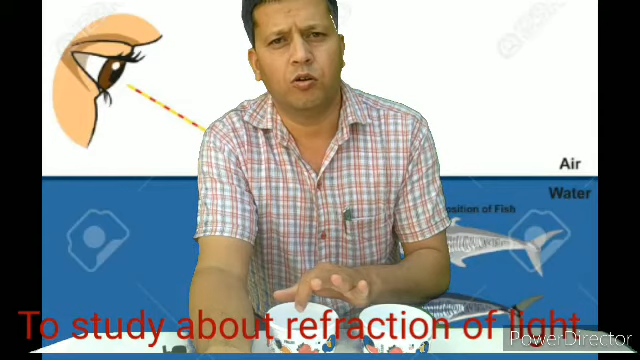 Air
Water
osition of Fish
To study about refraction of light
PowerDirector